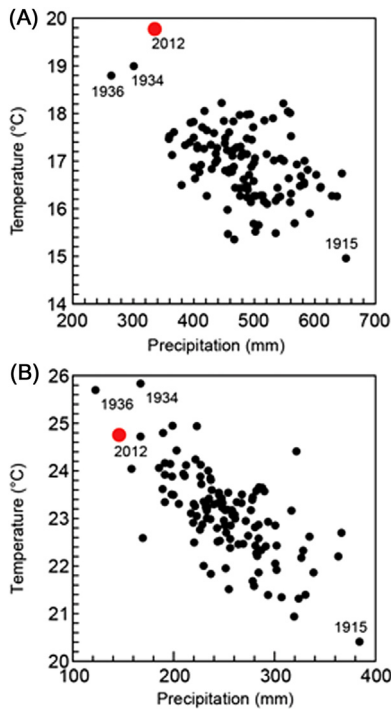 (A)
20
2012
19
1934
1936
18
17
Temperature (°C)
16
15
1915
14
200 300 400 500 600 700
Precipitation (mm)
(B)
26
1934
1936
25
2012
24
23
Temperature (°C)
22
21
1915
20
100 200 300 400
Precipitation (mm)